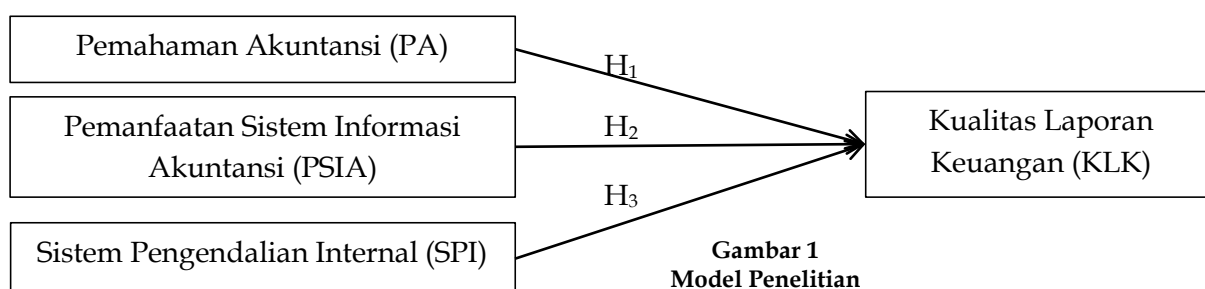 Pemahaman Akuntansi (PA)
H₁
Pemanfaatan Sistem Informasi
Akuntansi (PSIA)
H₂
Kualitas Laporan
Keuangan (KLK)
H₃
Sistem Pengendalian Internal (SPI)
Gambar 1
Model Penelitian